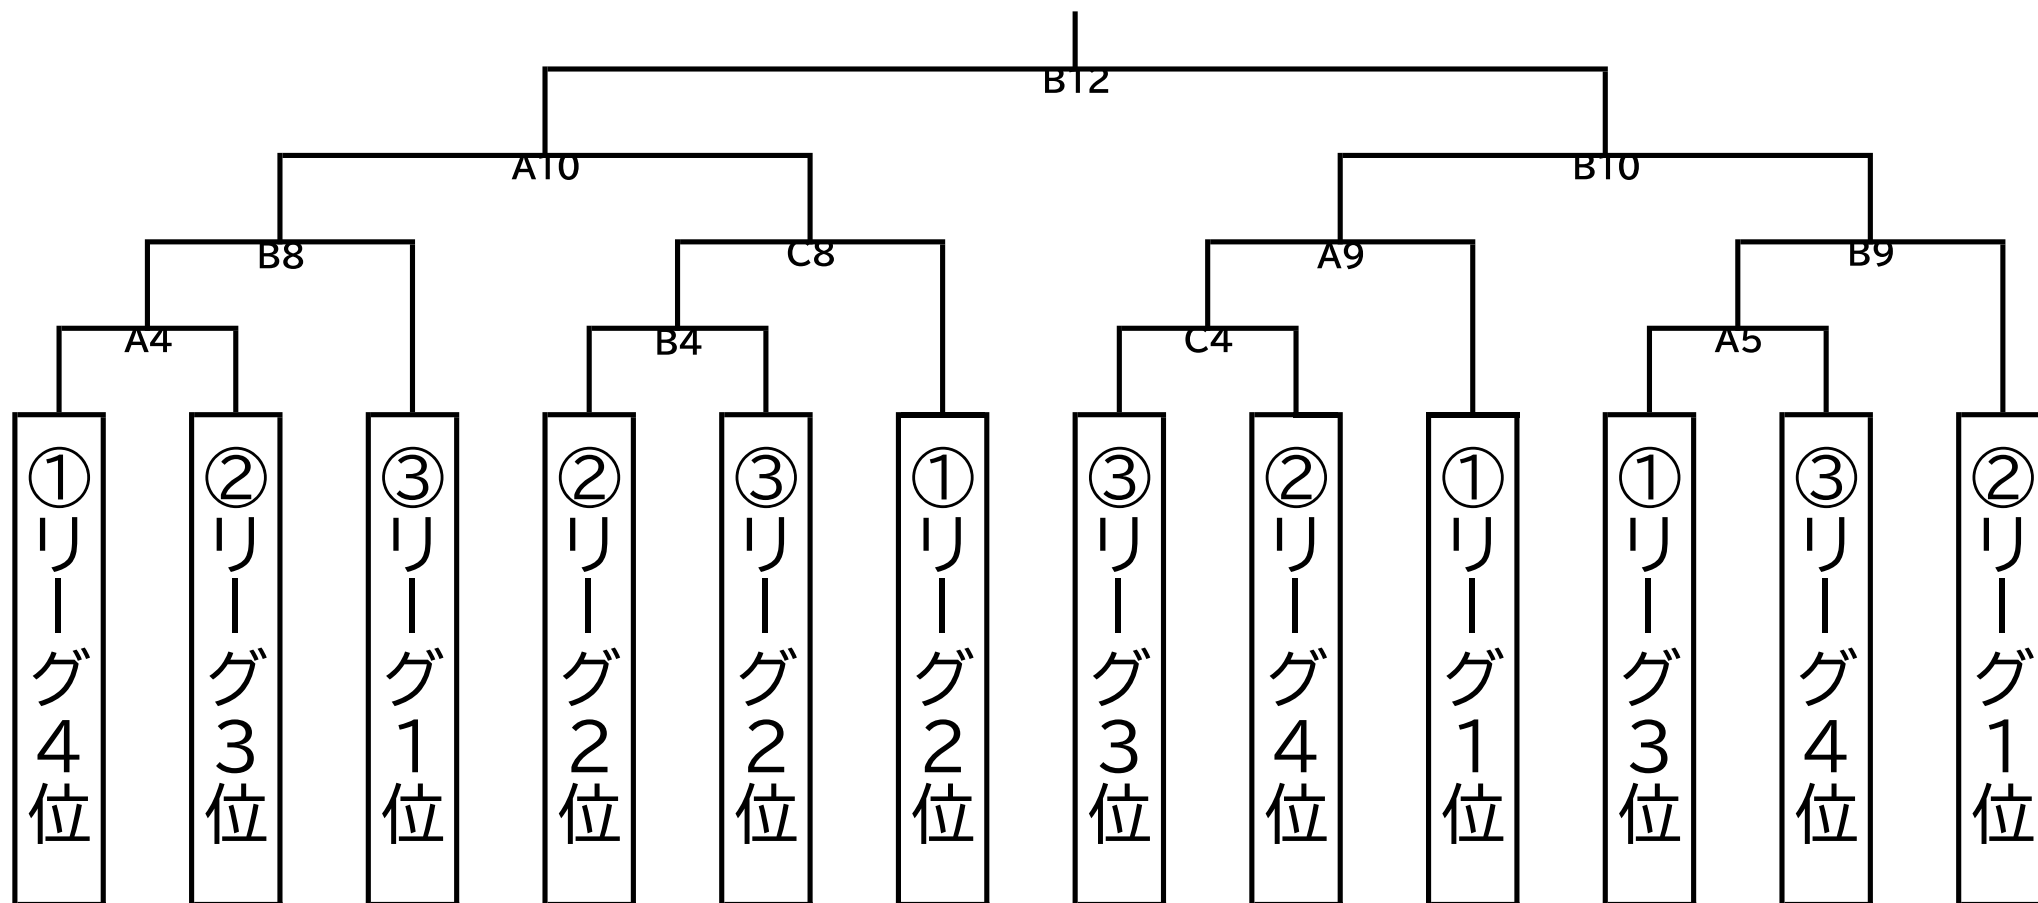 B12
A10
B10
B8
C8
A9
B9
A4
B4
C4
A5
①リーグ4位
②リーグ3位
③リーグ1位
②リーグ2位
③リーグ2位
①リーグ2位
③リーグ3位
②リーグ4位
①リーグ1位
①リーグ3位
③リーグ4位
②リーグ1位